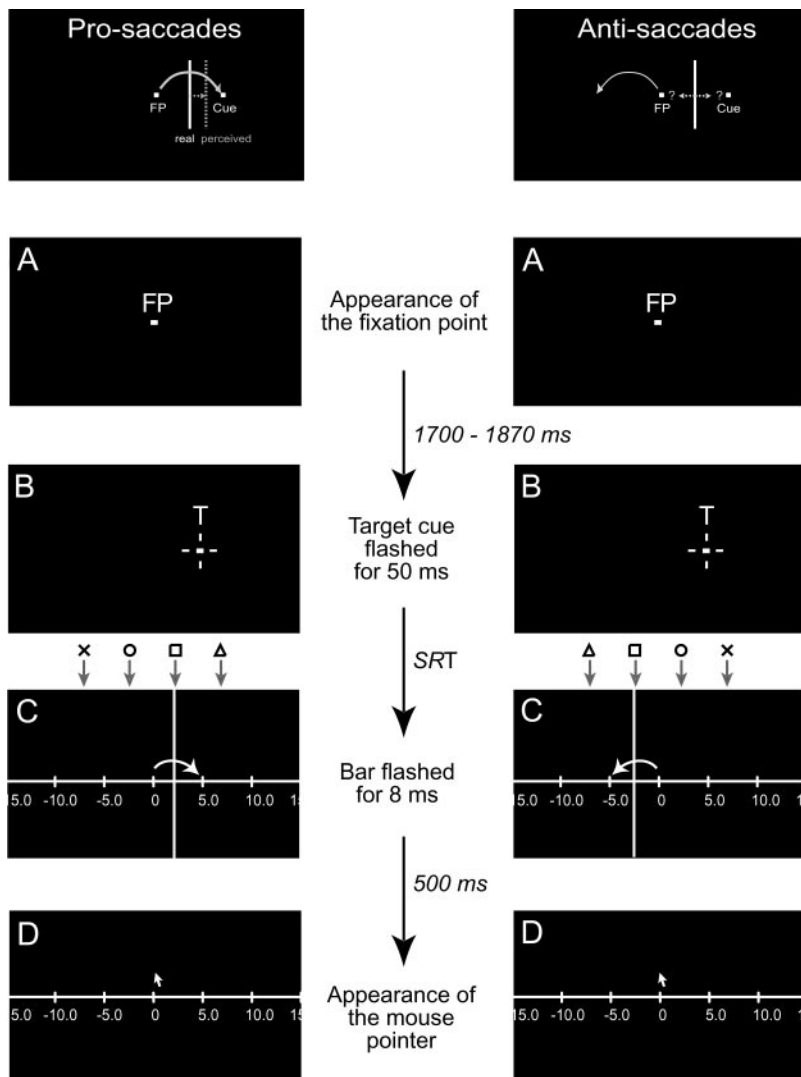 Pro-saccades
FP
Cue
real perceived
Anti-saccades
FP ? ? Cue
A
FP
Appearance of
the fixation point
A
FP
1700 - 1870 ms
B
T
Target cue
flashed
for 50 ms
B
T
SRT
C
15.0 -10.0 -5.0 0 5.0 10.0 15
Bar flashed
for 8 ms
C
15.0 -10.0 -5.0 0 5.0 10.0 1
500 ms
D
5.0 -10.0 -5.0 0 5.0 10.0 15
Appearance of
the mouse
pointer
D
5.0 -10.0 -5.0 0 5.0 10.0 1